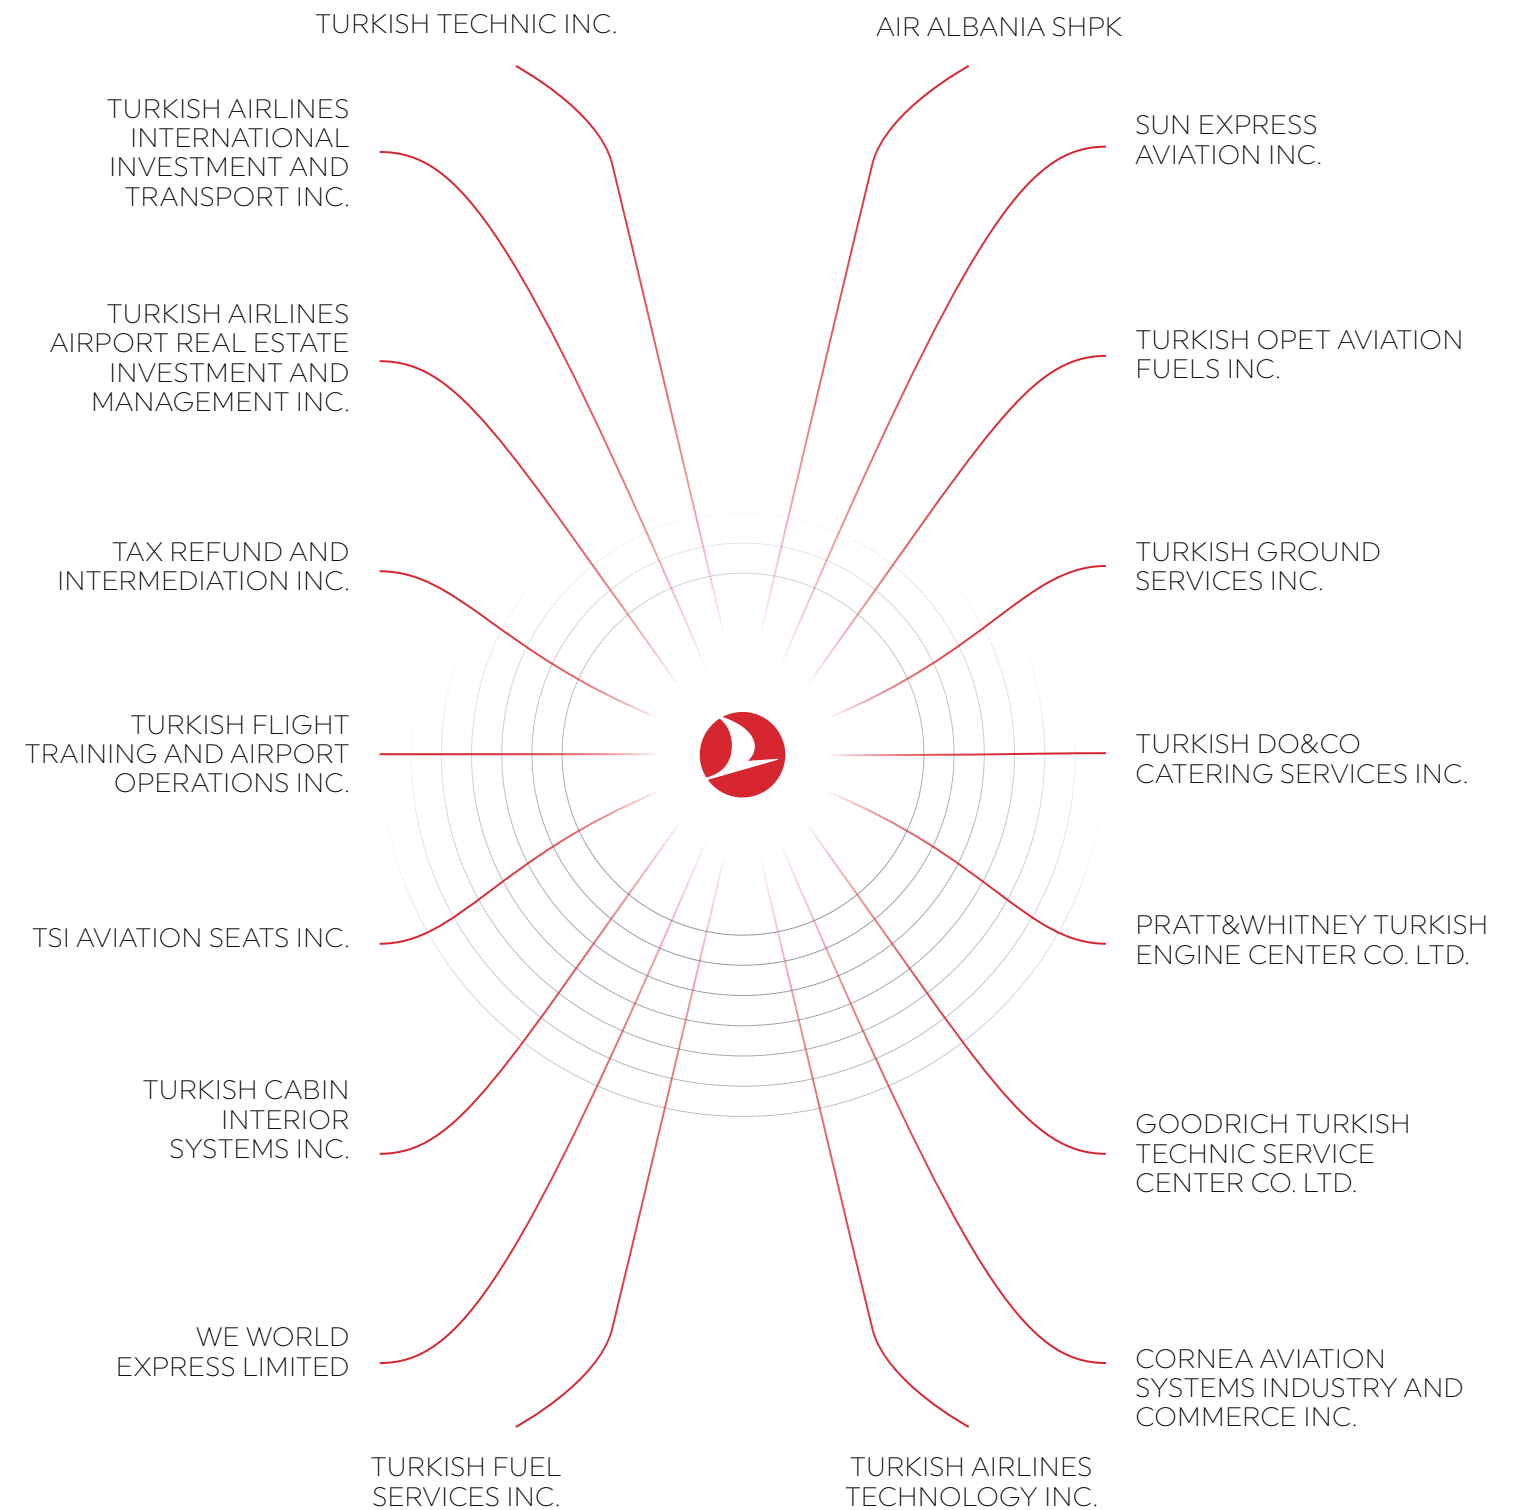 TURKISH TECHNIC INC.
AIR ALBANIA SHPK
TURKISH AIRLINES
INTERNATIONAL
INVESTMENT AND
TRANSPORT INC.
SUN EXPRESS
AVIATION INC.
TURKISH AIRLINES
AIRPORT REAL ESTATE
INVESTMENT AND
MANAGEMENT INC.
TURKISH OPET AVIATION
FUELS INC.
TAX REFUND AND
INTERMEDIATION INC.
TURKISH GROUND
SERVICES INC.
TURKISH FLIGHT
TRAINING AND AIRPORT
OPERATIONS INC.
TURKISH DO&CO
CATERING SERVICES INC.
TSI AVIATION SEATS INC.
PRATT&WHITNEY TURKISH
ENGINE CENTER CO. LTD.
TURKISH CABIN
INTERIOR
SYSTEMS INC.
GOODRICH TURKISH
TECHNIC SERVICE
CENTER CO. LTD.
WE WORLD
EXPRESS LIMITED
CORNEA AVIATION
SYSTEMS INDUSTRY AND
COMMERCE INC.
TURKISH FUEL
SERVICES INC.
TURKISH AIRLINES
TECHNOLOGY INC.